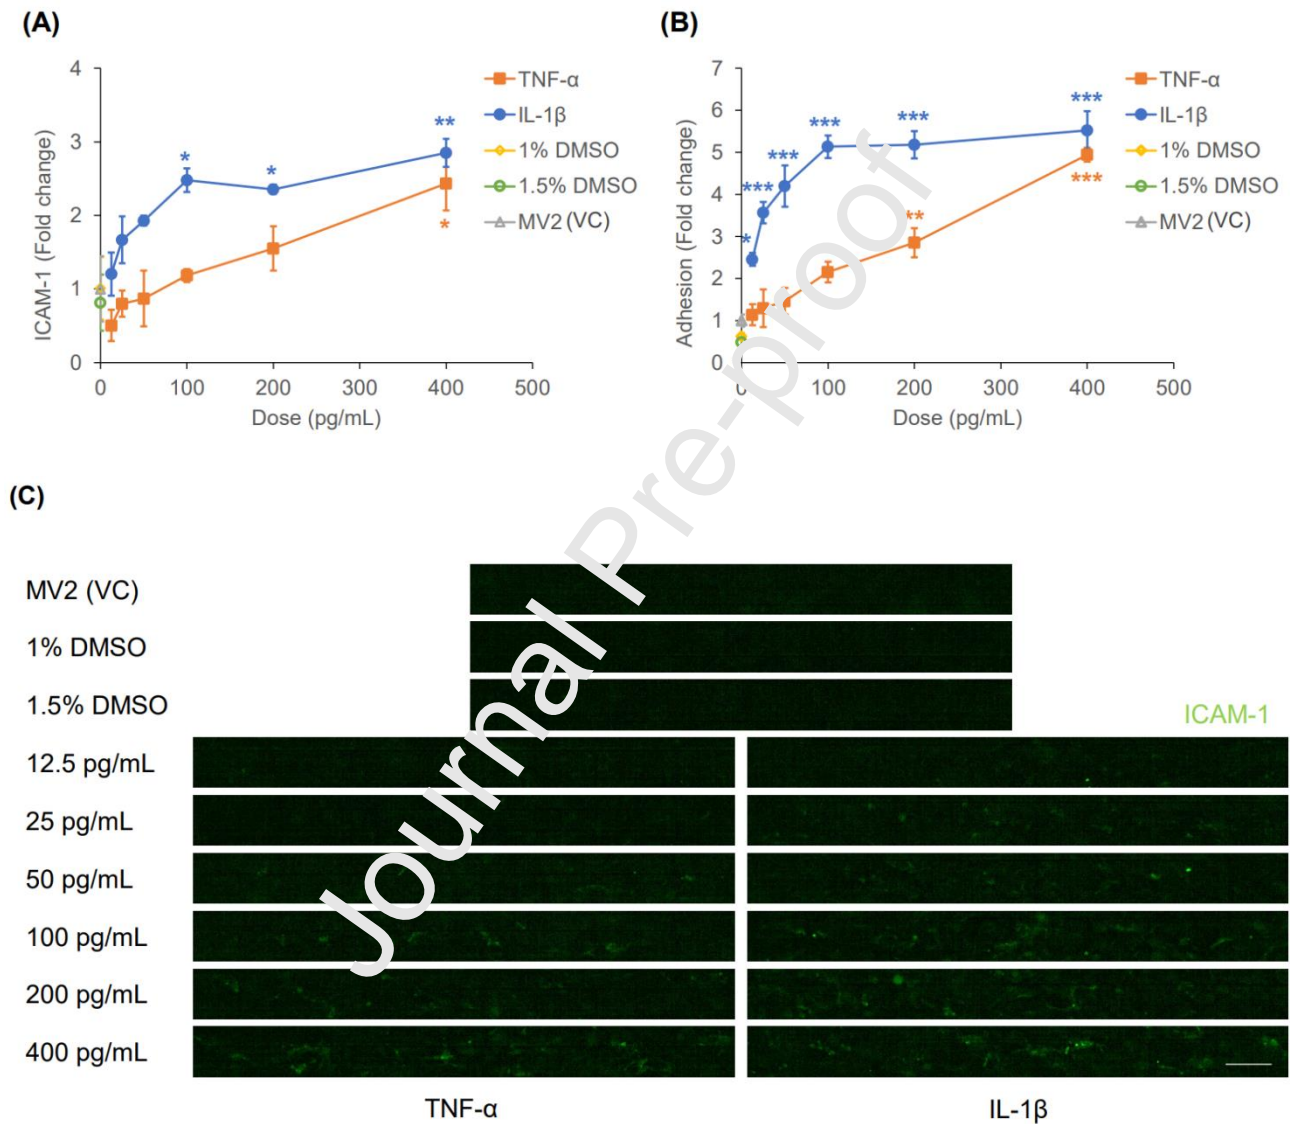 (A)
4
3
2
1
0
0 100 200 300 400 500
ICAM-1 (Fold change)
Dose (pg/mL)
* * ** *
TNF-α
IL-1β
1% DMSO
1.5% DMSO
MV2 (VC)
(B)
7
6
5
4
3
2
1
0
0 100 200 300 400 500
Adhesion (Fold change)
Dose (pg/mL)
* *** *** *** *** *** ** ***
TNF-α
IL-1β
1% DMSO
1.5% DMSO
MV2 (VC)
Journal Pre-proof
(C)
MV2 (VC)
1% DMSO
1.5% DMSO
ICAM-1
12.5 pg/mL
25 pg/mL
50 pg/mL
100 pg/mL
200 pg/mL
400 pg/mL
TNF-α IL-1β